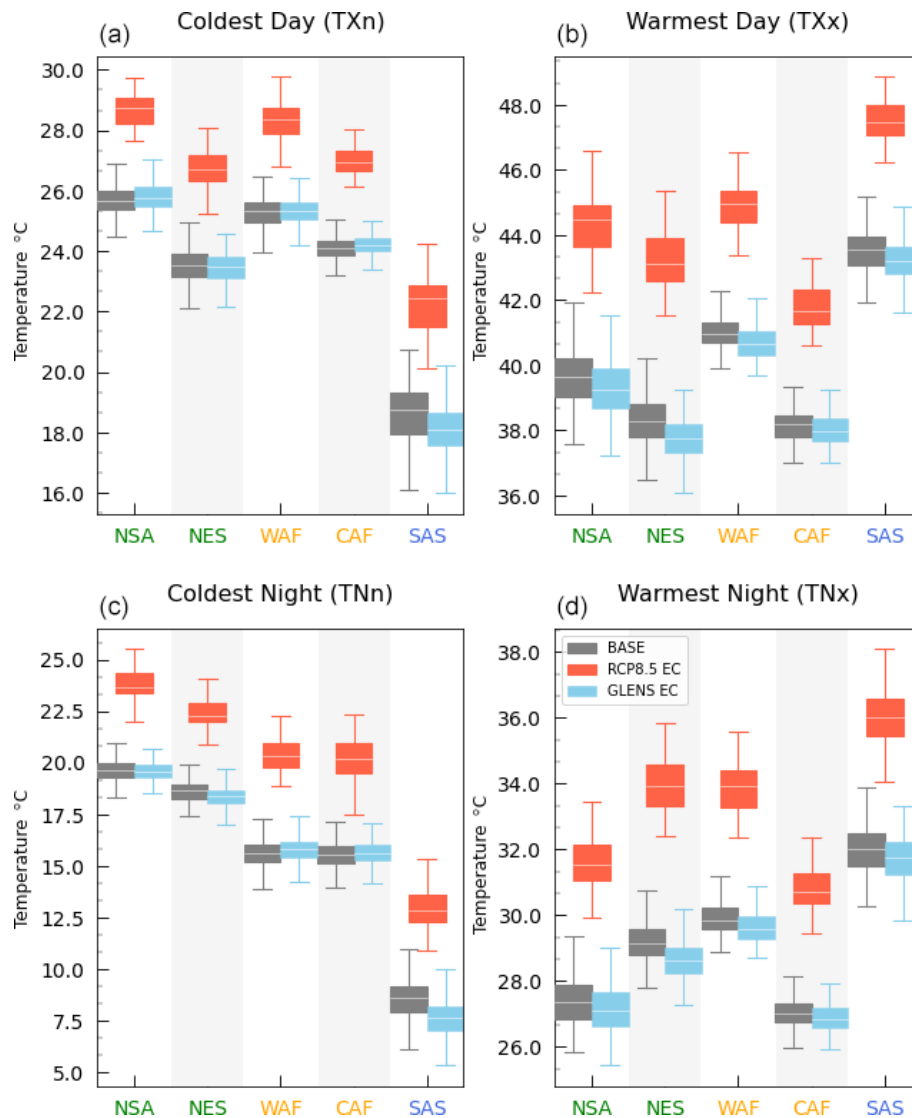 (a) Coldest Day (TXn)
30.0
28.0
26.0
24.0
22.0
20.0
18.0
16.0
Temperature °C
NSA NES WAF CAF SAS
(b) Warmest Day (TXx)
48.0
46.0
44.0
42.0
40.0
38.0
36.0
Temperature °C
NSA NES WAF CAF SAS
(c) Coldest Night (TNn)
25.0
22.5
20.0
17.5
15.0
12.5
10.0
7.5
5.0
Temperature °C
NSA NES WAF CAF SAS
(d) Warmest Night (TNx)
BASE
RCP8.5 EC
GLENS EC
38.0
36.0
34.0
32.0
30.0
28.0
26.0
Temperature °C
NSA NES WAF CAF SAS